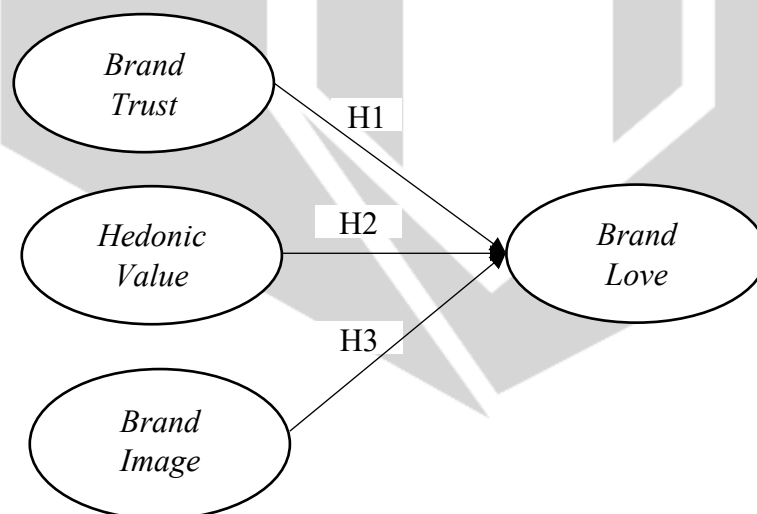 Brand
Trust
H1
Hedonic
Value
H2
Brand
Love
H3
Brand
Image